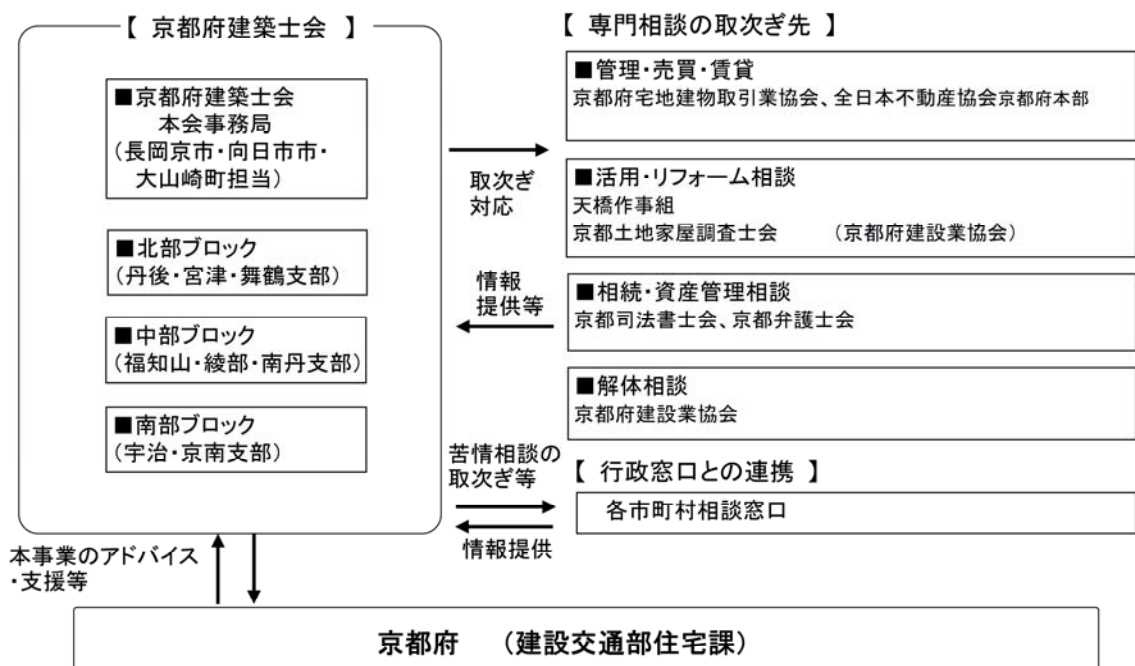 【 京都府建築士会 】
■京都府建築士会
本会事務局
(長岡京市・向日市市・
大山崎町担当)
■北部ブロック
(丹後・宮津・舞鶴支部)
■中部ブロック
(福知山・綾部・南丹支部)
■南部ブロック
(宇治・京南支部)
取次ぎ
対応
情報
提供等
苦情相談の
取次ぎ等
情報提供
【 専門相談の取次ぎ先 】
■管理・売買・賃貸
京都府宅地建物取引業協会、全日本不動産協会京都府本部
■活用・リフォーム相談
天橋作事組
京都土地家屋調査士会 (京都府建設業協会)
■相続・資産管理相談
京都司法書士会、京都弁護士会
■解体相談
京都府建設業協会
【 行政窓口との連携 】
各市町村相談窓口
本事業のアドバイス
・支援等
京都府 (建設交通部住宅課)